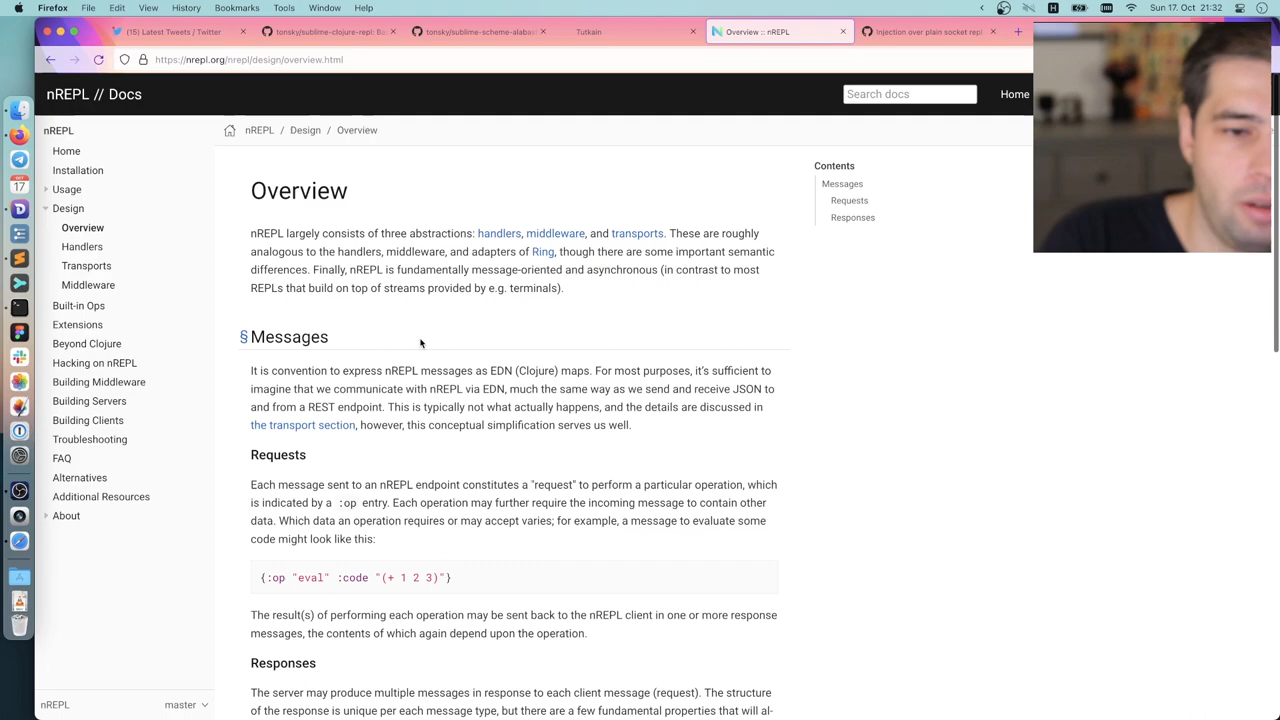 Firefox File Edit View History Bookmarks Tools Window Help
Sun 17. Oct 21:32
(15) Latest Tweets / Twitter
tonsky/sublime-clojure-repl: Ba
tonsky/sublime-scheme-alabas
Tutkain
Overview :: nREPL
Injection over plain socket rep
https://nrepl.org/nrepl/design/overview.html
nREPL // Docs
Search docs
Home
nREPL
Home
Installation
Usage
Design
Overview
Handlers
Transports
Middleware
Built-in Ops
Extensions
Beyond Clojure
Hacking on nREPL
Building Middleware
Building Servers
Building Clients
Troubleshooting
FAQ
Alternatives
Additional Resources
About
nREPL master
nREPL / Design / Overview
Overview
nREPL largely consists of three abstractions: handlers, middleware, and transports. These are roughly
analogous to the handlers, middleware, and adapters of Ring, though there are some important semantic
differences. Finally, nREPL is fundamentally message-oriented and asynchronous (in contrast to most
REPLs that build on top of streams provided by e.g. terminals).
§ Messages
It is convention to express nREPL messages as EDN (Clojure) maps. For most purposes, it’s sufficient to
imagine that we communicate with nREPL via EDN, much the same way as we send and receive JSON to
and from a REST endpoint. This is typically not what actually happens, and the details are discussed in
the transport section, however, this conceptual simplification serves us well.
Requests
Each message sent to an nREPL endpoint constitutes a "request" to perform a particular operation, which
is indicated by a :op entry. Each operation may further require the incoming message to contain other
data. Which data an operation requires or may accept varies; for example, a message to evaluate some
code might look like this:
{:op "eval" :code "(+ 1 2 3)"}
The result(s) of performing each operation may be sent back to the nREPL client in one or more response
messages, the contents of which again depend upon the operation.
Responses
The server may produce multiple messages in response to each client message (request). The structure
of the response is unique per each message type, but there are a few fundamental properties that will al-
Contents
Messages
Requests
Responses
OCT
17